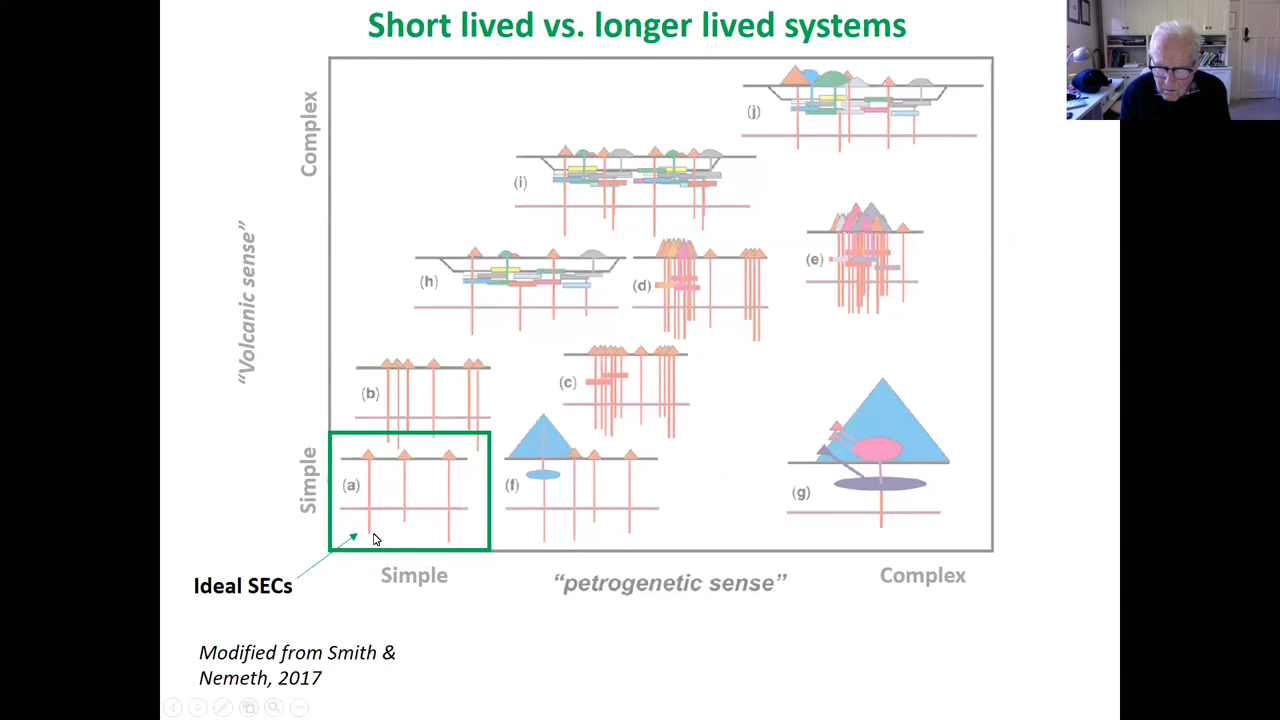 Short lived vs. longer lived systems
Complex
(j)
(i)
"Volcanic sense"
(e)
(h)
(d)
(b)
(c)
Simple
(a)
(f)
(g)
Ideal SECs
Simple
"petrogenetic sense"
Complex
Modified from Smith &
Nemeth, 2017